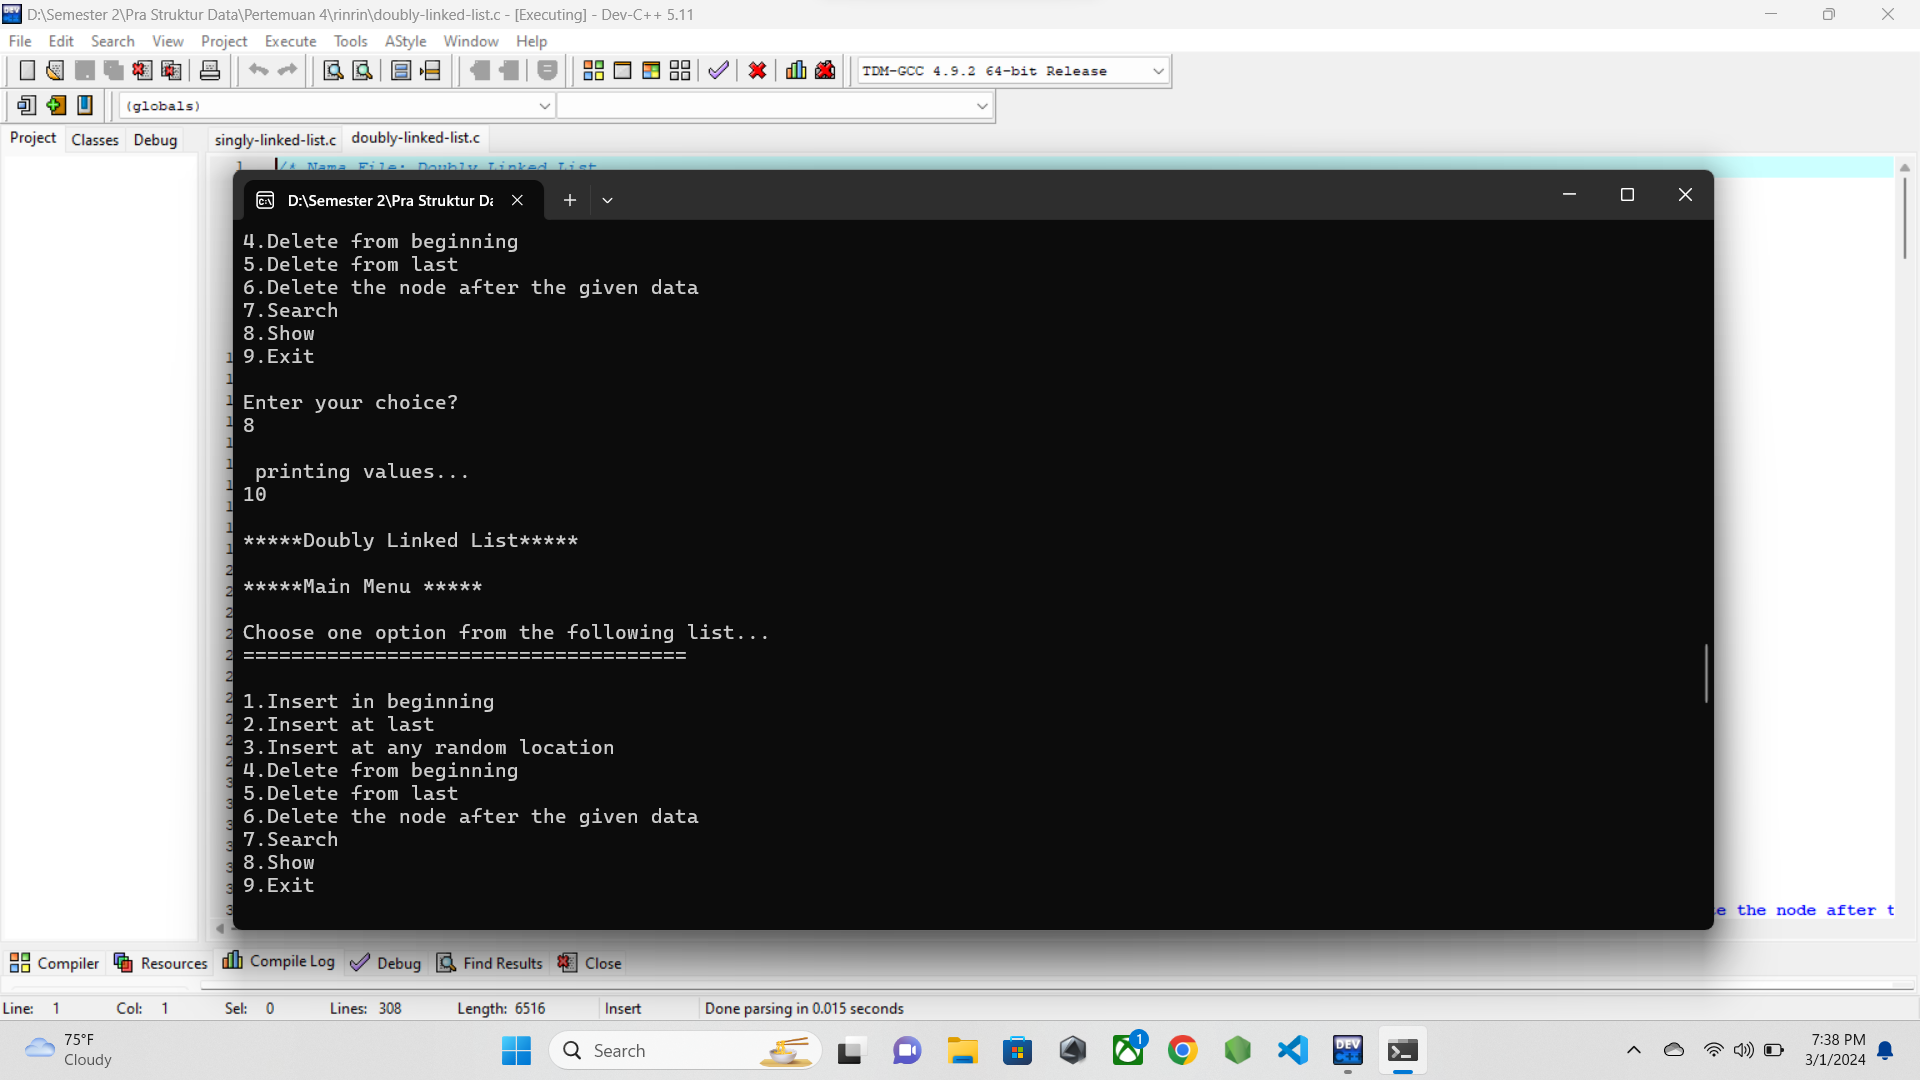 D:\Semester 2\Pra Struktur Data\Pertemuan 4\rinrin\doubly-linked-list.c - [Executing] - Dev-C++ 5.11
File Edit Search View Project Execute Tools AStyle Window Help
TDM-GCC 4.9.2 64-bit Release
(globals)
Project Classes Debug singly-linked-list.c doubly-linked-list.c
1 /* Nama File: Doubly Linked List
D:\Semester 2\Pra Struktur Da
4.Delete from beginning
5.Delete from last
6.Delete the node after the given data
7.Search
8.Show
9.Exit
Enter your choice?
8
printing values...
10
*****Doubly Linked List*****
*****Main Menu *****
Choose one option from the following list...
=====================================
1.Insert in beginning
2.Insert at last
3.Insert at any random location
4.Delete from beginning
5.Delete from last
6.Delete the node after the given data
7.Search
8.Show
9.Exit
the node after t
Compiler Resources Compile Log Debug Find Results Close
Line: 1 Col: 1 Sel: 0 Lines: 308 Length: 6516 Insert Done parsing in 0.015 seconds
75°F
Cloudy
Search
DEV
C++
1
7:38 PM
3/1/2024